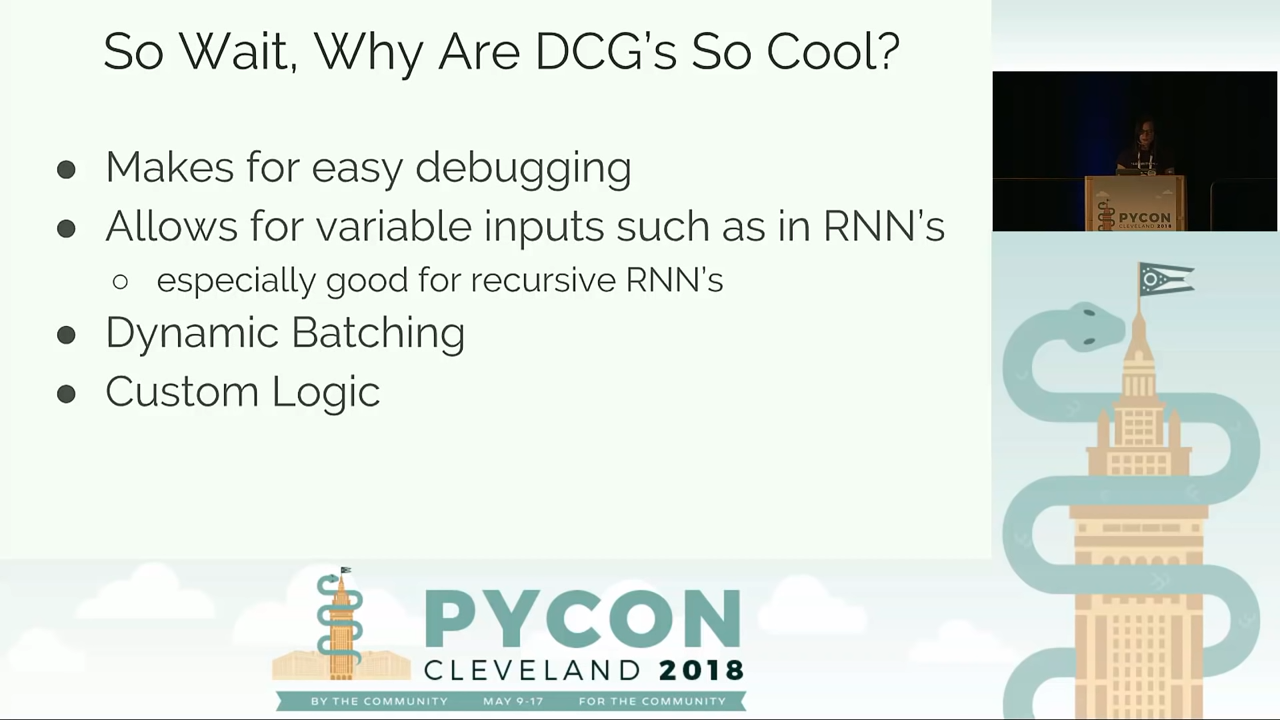 So Wait, Why Are DCG's So Cool?
● Makes for easy debugging
● Allows for variable inputs such as in RNN's
○ especially good for recursive RNN's
● Dynamic Batching
● Custom Logic
PYCON
CLEVELAND 2018
PYCON
CLEVELAND 2018
BY THE COMMUNITY MAY 9-17 FOR THE COMMUNITY